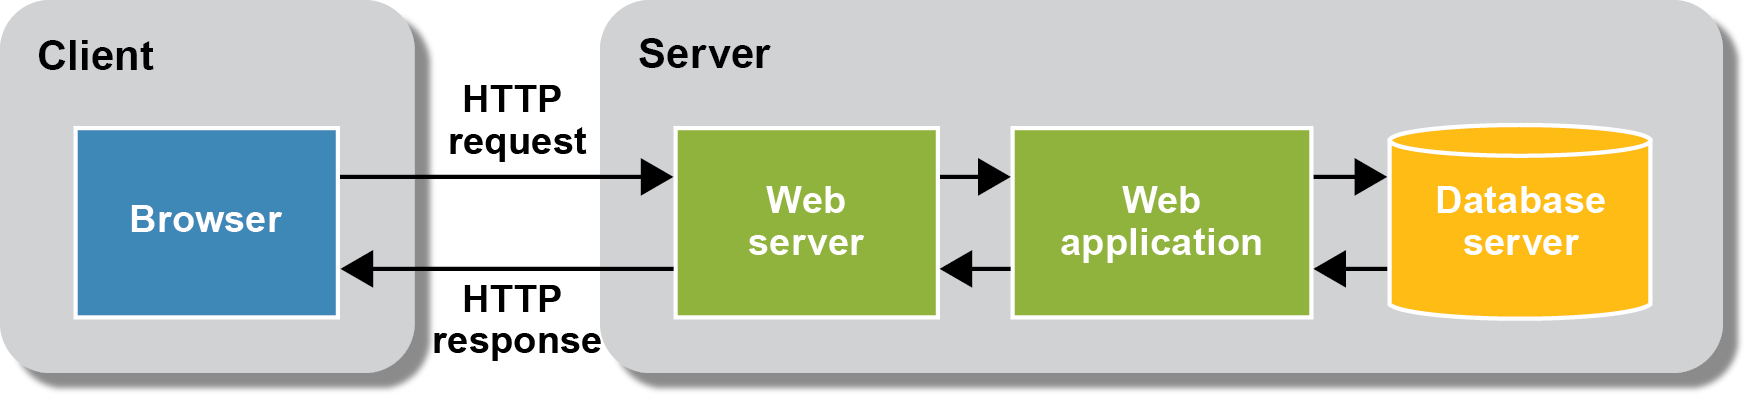 Client
Server
HTTP
request
Browser
Web
server
Web
application
Database
server
HTTP
response